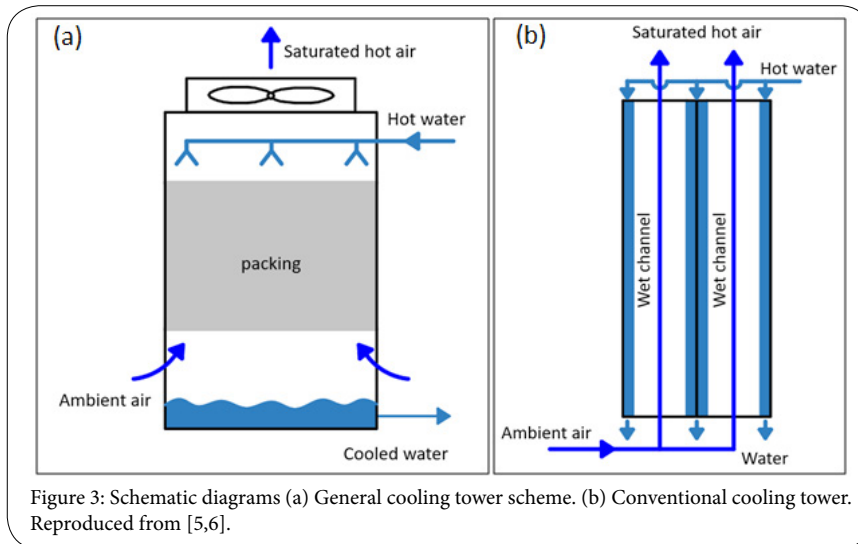 (a)
Saturated hot air
Hot water
packing
Ambient air
Cooled water
(b)
Saturated hot air
Hot water
Wet channel
Wet channel
Ambient air
Water
Figure 3: Schematic diagrams (a) General cooling tower scheme. (b) Conventional cooling tower.
Reproduced from [5,6].